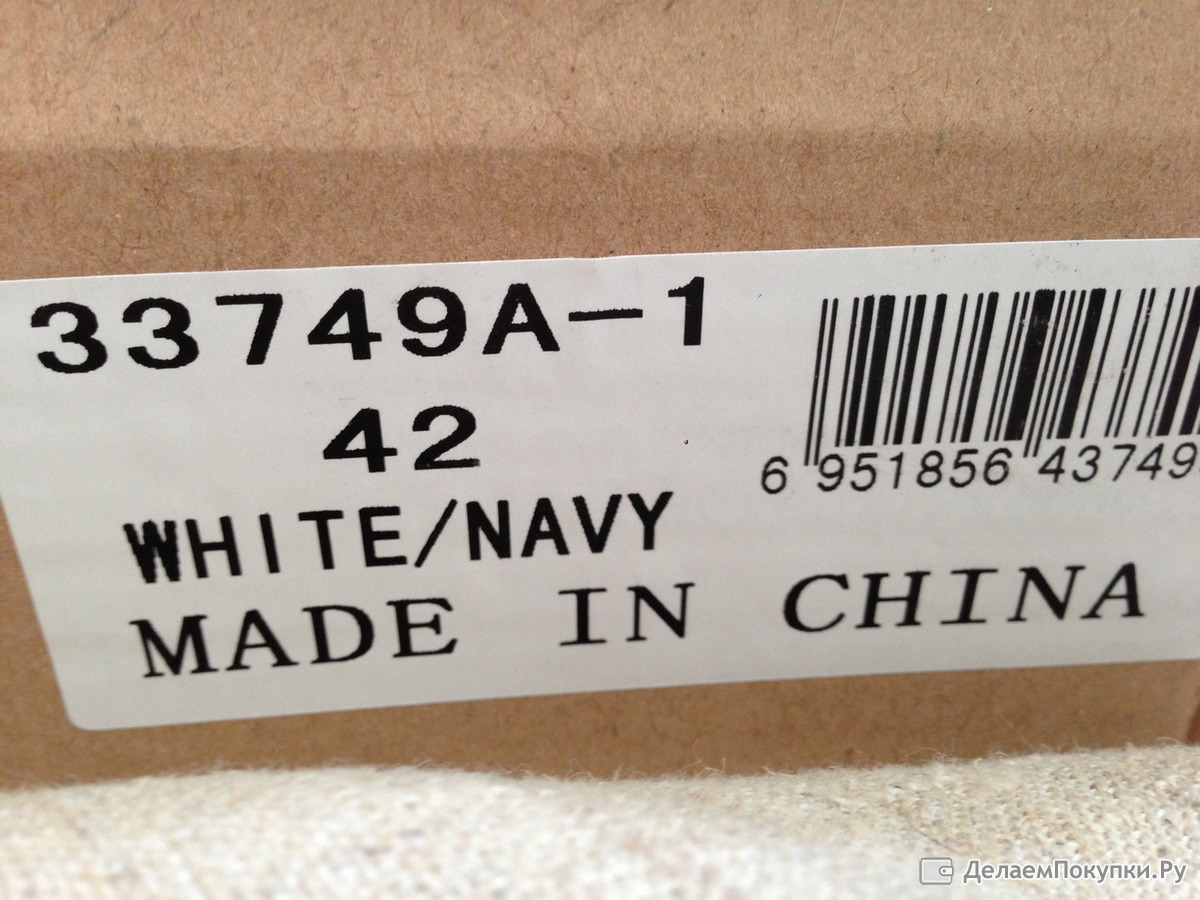 33749A-1
42
WHITE/NAVY
MADE IN CHINA
6 951856 43749
ДелаемПокупки.Ру